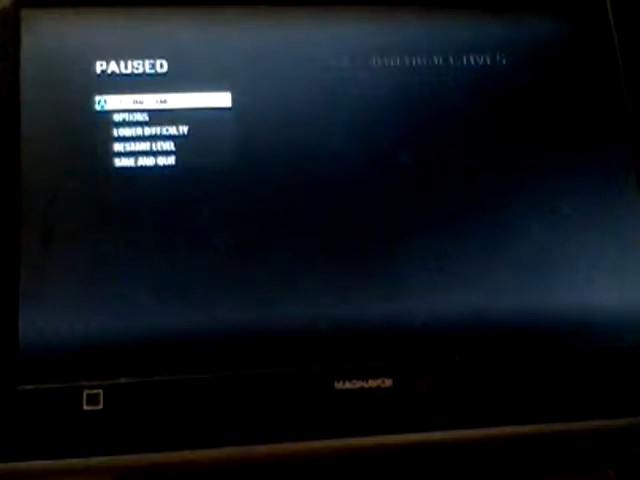 PAUSED
OPTIONS
LOWER DIFFICULTY
RESTART LEVEL
SAVE AND QUIT
MAGNAVOX